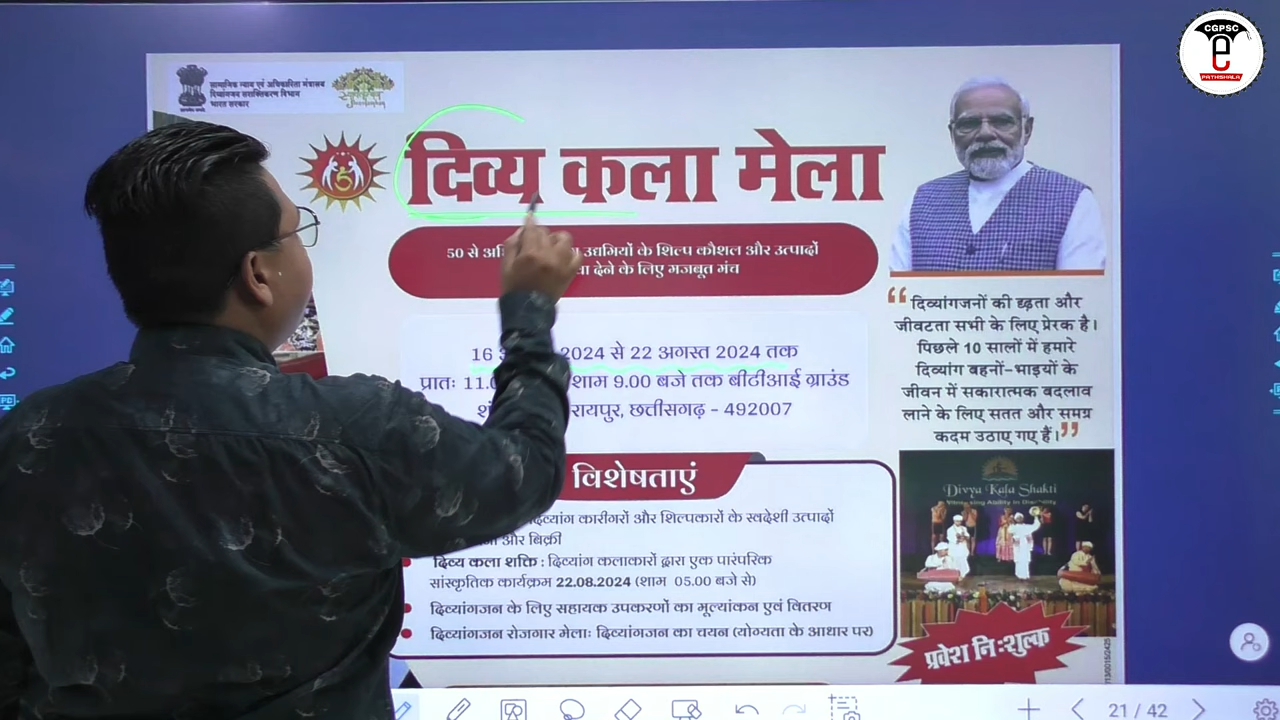 CGPSC
e
PATHSHALA
सामाजिक न्याय एवं अधिकारिता मंत्रालय
दिव्यांगजन सशक्तिकरण विभाग
भारत सरकार
दिव्य कला मेला
50 से उद्यमियों के शिल्प कौशल और उत्पादों
देने के लिए मजबूत मंच
16 2024 से 22 अगस्त 2024 तक
प्रातः शाम 9.00 बजे तक बीटीआई ग्राउंड
रायपुर, छत्तीसगढ़ - 492007
"दिव्यांगजनों की दृढ़ता और
जीवटता सभी के लिए प्रेरक है।
पिछले 10 सालों में हमारे
दिव्यांग बहनों-भाइयों के
जीवन में सकारात्मक बदलाव
लाने के लिए सतत और समग्र
कदम उठाए गए हैं।"
विशेषताएं
दिव्यांग कारीगरों और शिल्पकारों के स्वदेशी उत्पादों
और बिक्री
दिव्य कला शक्ति : दिव्यांग कलाकारों द्वारा एक पारंपरिक
सांस्कृतिक कार्यक्रम 22.08.2024 (शाम 05.00 बजे से)
• दिव्यांगजन के लिए सहायक उपकरणों का मूल्यांकन एवं वितरण
• दिव्यांगजन रोजगार मेलाः दिव्यांगजन का चयन (योग्यता के आधार पर)
Divya Kala Shakti
प्रवेश निःशुल्क
21 / 42